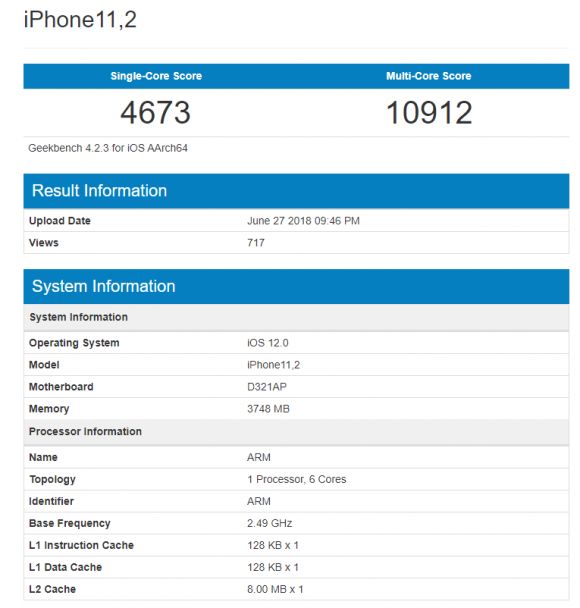 iPhone11,2
Single-Core Score Multi-Core Score
4673 10912
Geekbench 4.2.3 for iOS AArch64
Result Information
Upload Date June 27 2018 09:46 PM
Views 717
System Information
System Information
Operating System iOS 12.0
Model iPhone11,2
Motherboard D321AP
Memory 3748 MB
Processor Information
Name ARM
Topology 1 Processor, 6 Cores
Identifier ARM
Base Frequency 2.49 GHz
L1 Instruction Cache 128 KB x 1
L1 Data Cache 128 KB x 1
L2 Cache 8.00 MB x 1